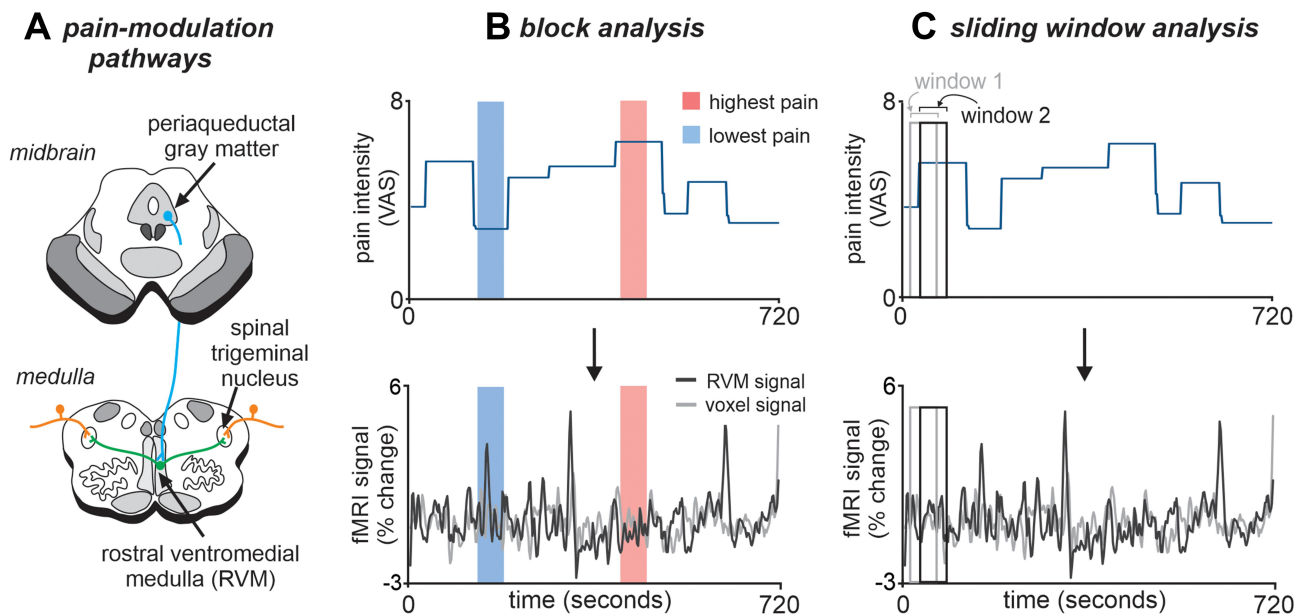 A pain-modulation
pathways
periaqueductal
gray matter
midbrain
spinal
trigeminal
nucleus
medulla
rostral ventromedial
medulla (RVM)
B block analysis
8
highest pain
lowest pain
pain intensity
(VAS)
0
0
720
6
RVM signal
voxel signal
fMRI signal
(% change)
-3
0
time (seconds)
720
C sliding window analysis
window 1
8
window 2
pain intensity
(VAS)
0
0
720
6
fMRI signal
(% change)
-3
0
time (seconds)
720